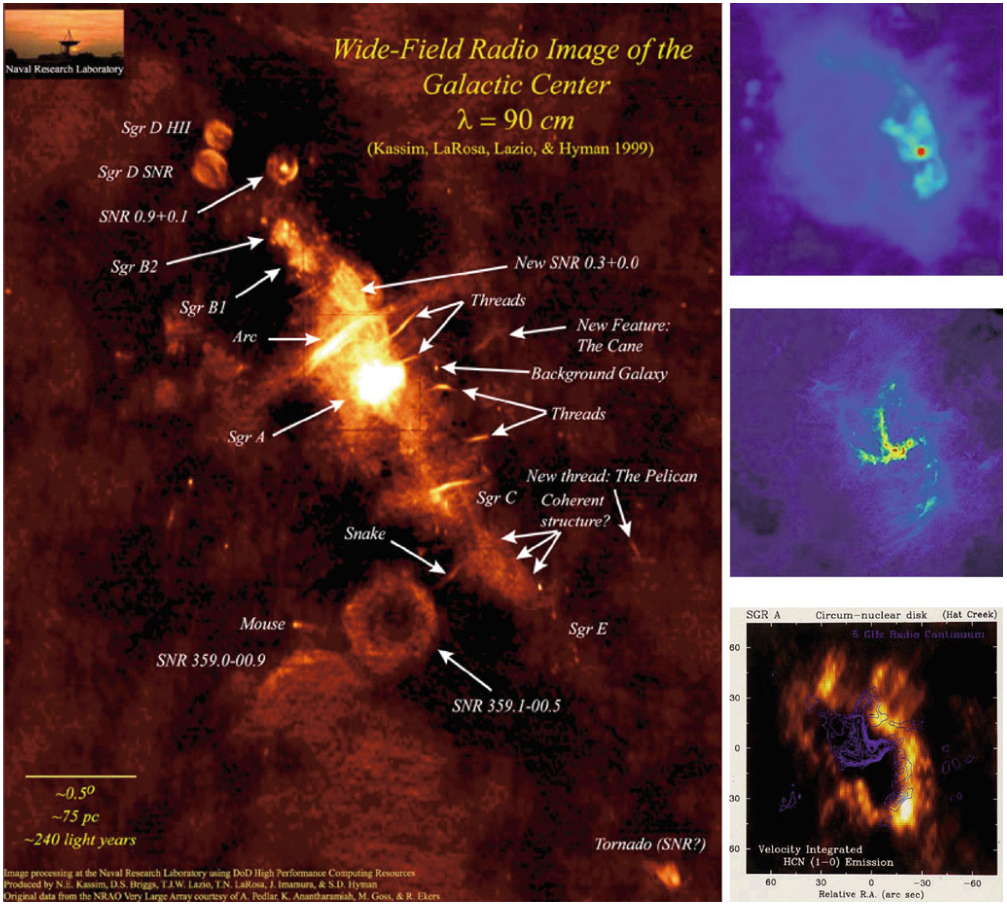 Naval Research Laboratory
Wide-Field Radio Image of the
Galactic Center
λ = 90 cm
(Kassim, LaRosa, Lazio, & Hyman 1999)
Sgr D HII
Sgr D SNR
SNR 0.9+0.1
Sgr B2
New SNR 0.3+0.0
Sgr B1
Threads
Arc
New Feature:
The Cane
Background Galaxy
Threads
Sgr A
New thread: The Pelican
Sgr C
Coherent
structure?
Snake
Mouse
Sgr E
SNR 359.0-00.9
SNR 359.1-00.5
~0.5o
~75 pc
~240 light years
Tornado (SNR?)
Image processing at the Naval Research Laboratory using DoD High Performance Computing Resources
Produced by N.E. Kassim, D.S. Briggs, T.J.W. Lazio, T.N. LaRosa, J. Imamura, & S.D. Hyman
Original data from the NRAO Very Large Array courtesy of A. Pedlar, K. Anantharamiah, M. Goss, & R. Ekers
SGR A Circum-nuclear disk (Hat Creek)
5 GHz Radio Continuum
60
30
0
30
60
Velocity Integrated
HCN (1-0) Emission
60 30 0 -30 -60
Relative R.A. (arc sec)